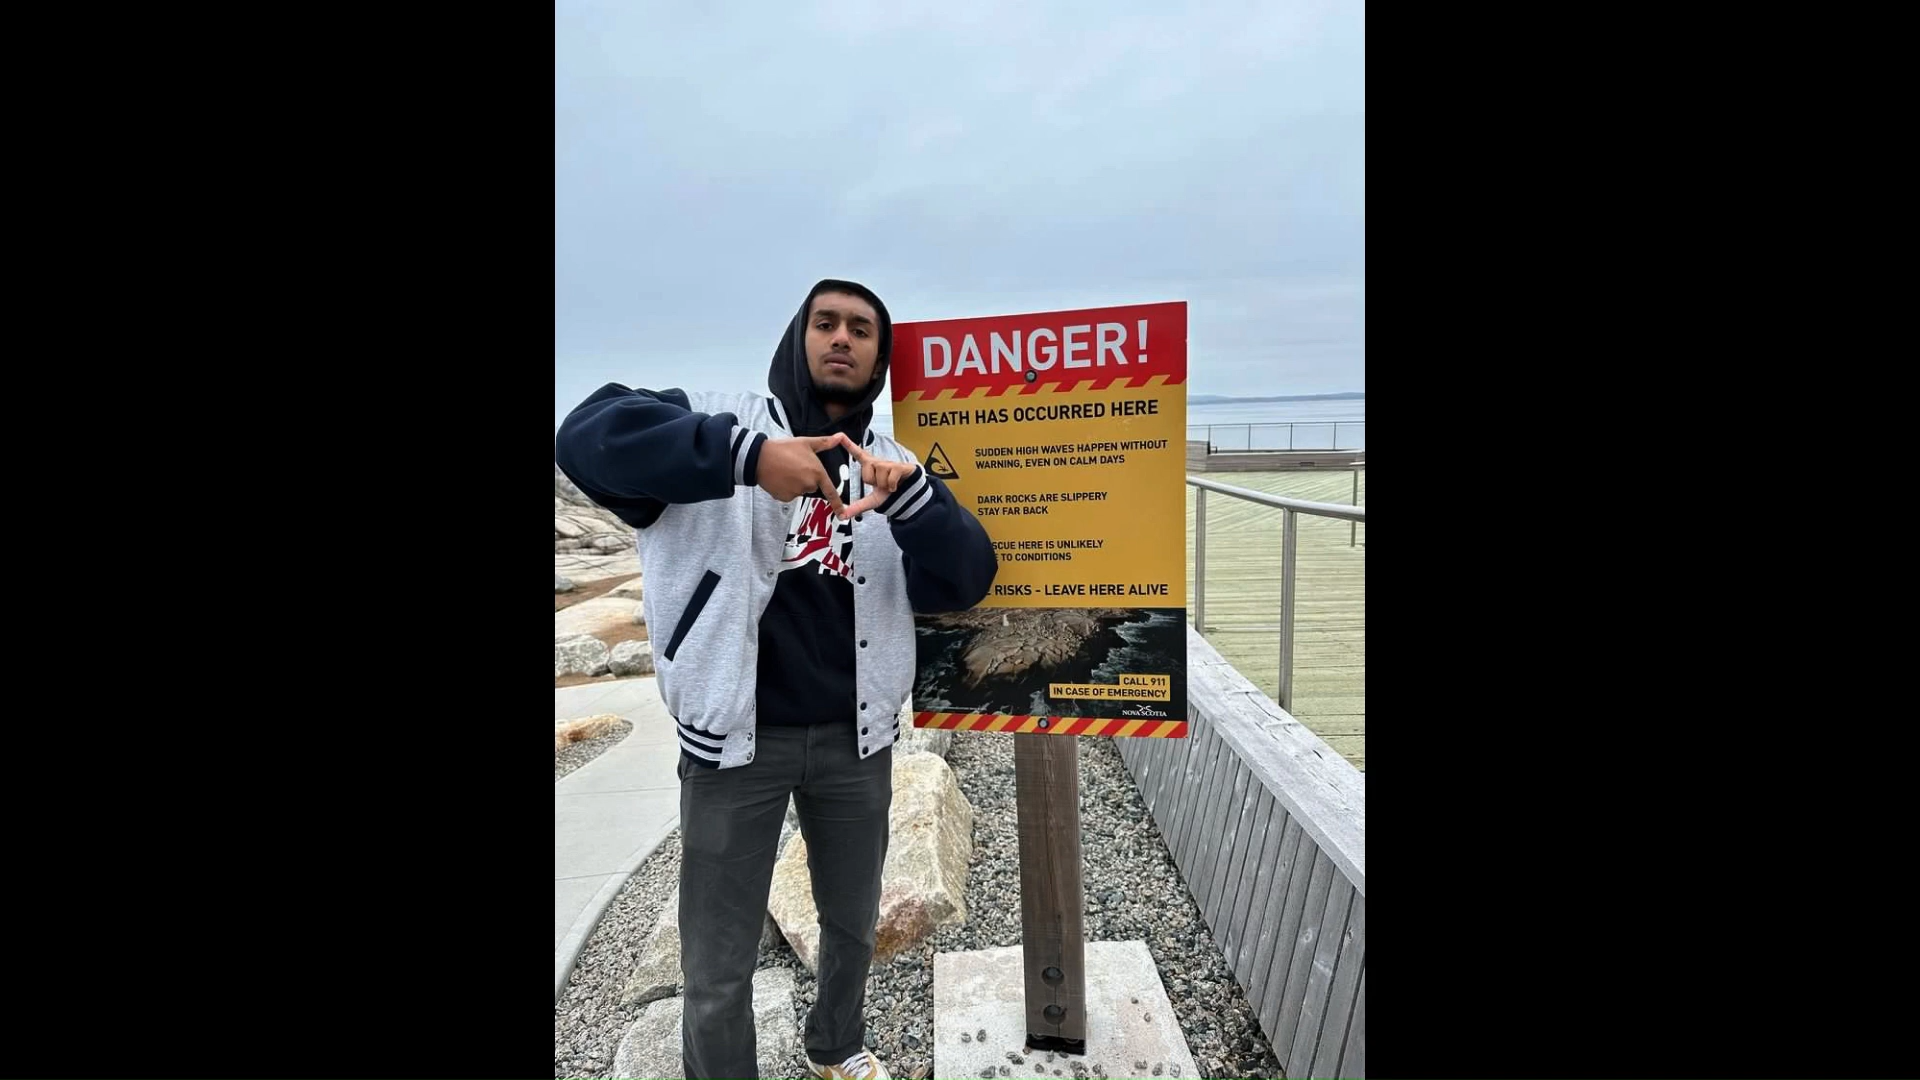 DANGER!
DEATH HAS OCCURRED HERE
SUDDEN HIGH WAVES HAPPEN WITHOUT
WARNING, EVEN ON CALM DAYS
DARK ROCKS ARE SLIPPERY
STAY FAR BACK
SCUE HERE IS UNLIKELY
TO CONDITIONS
RISKS - LEAVE HERE ALIVE
CALL 911
IN CASE OF EMERGENCY
NOVA SCOTIA